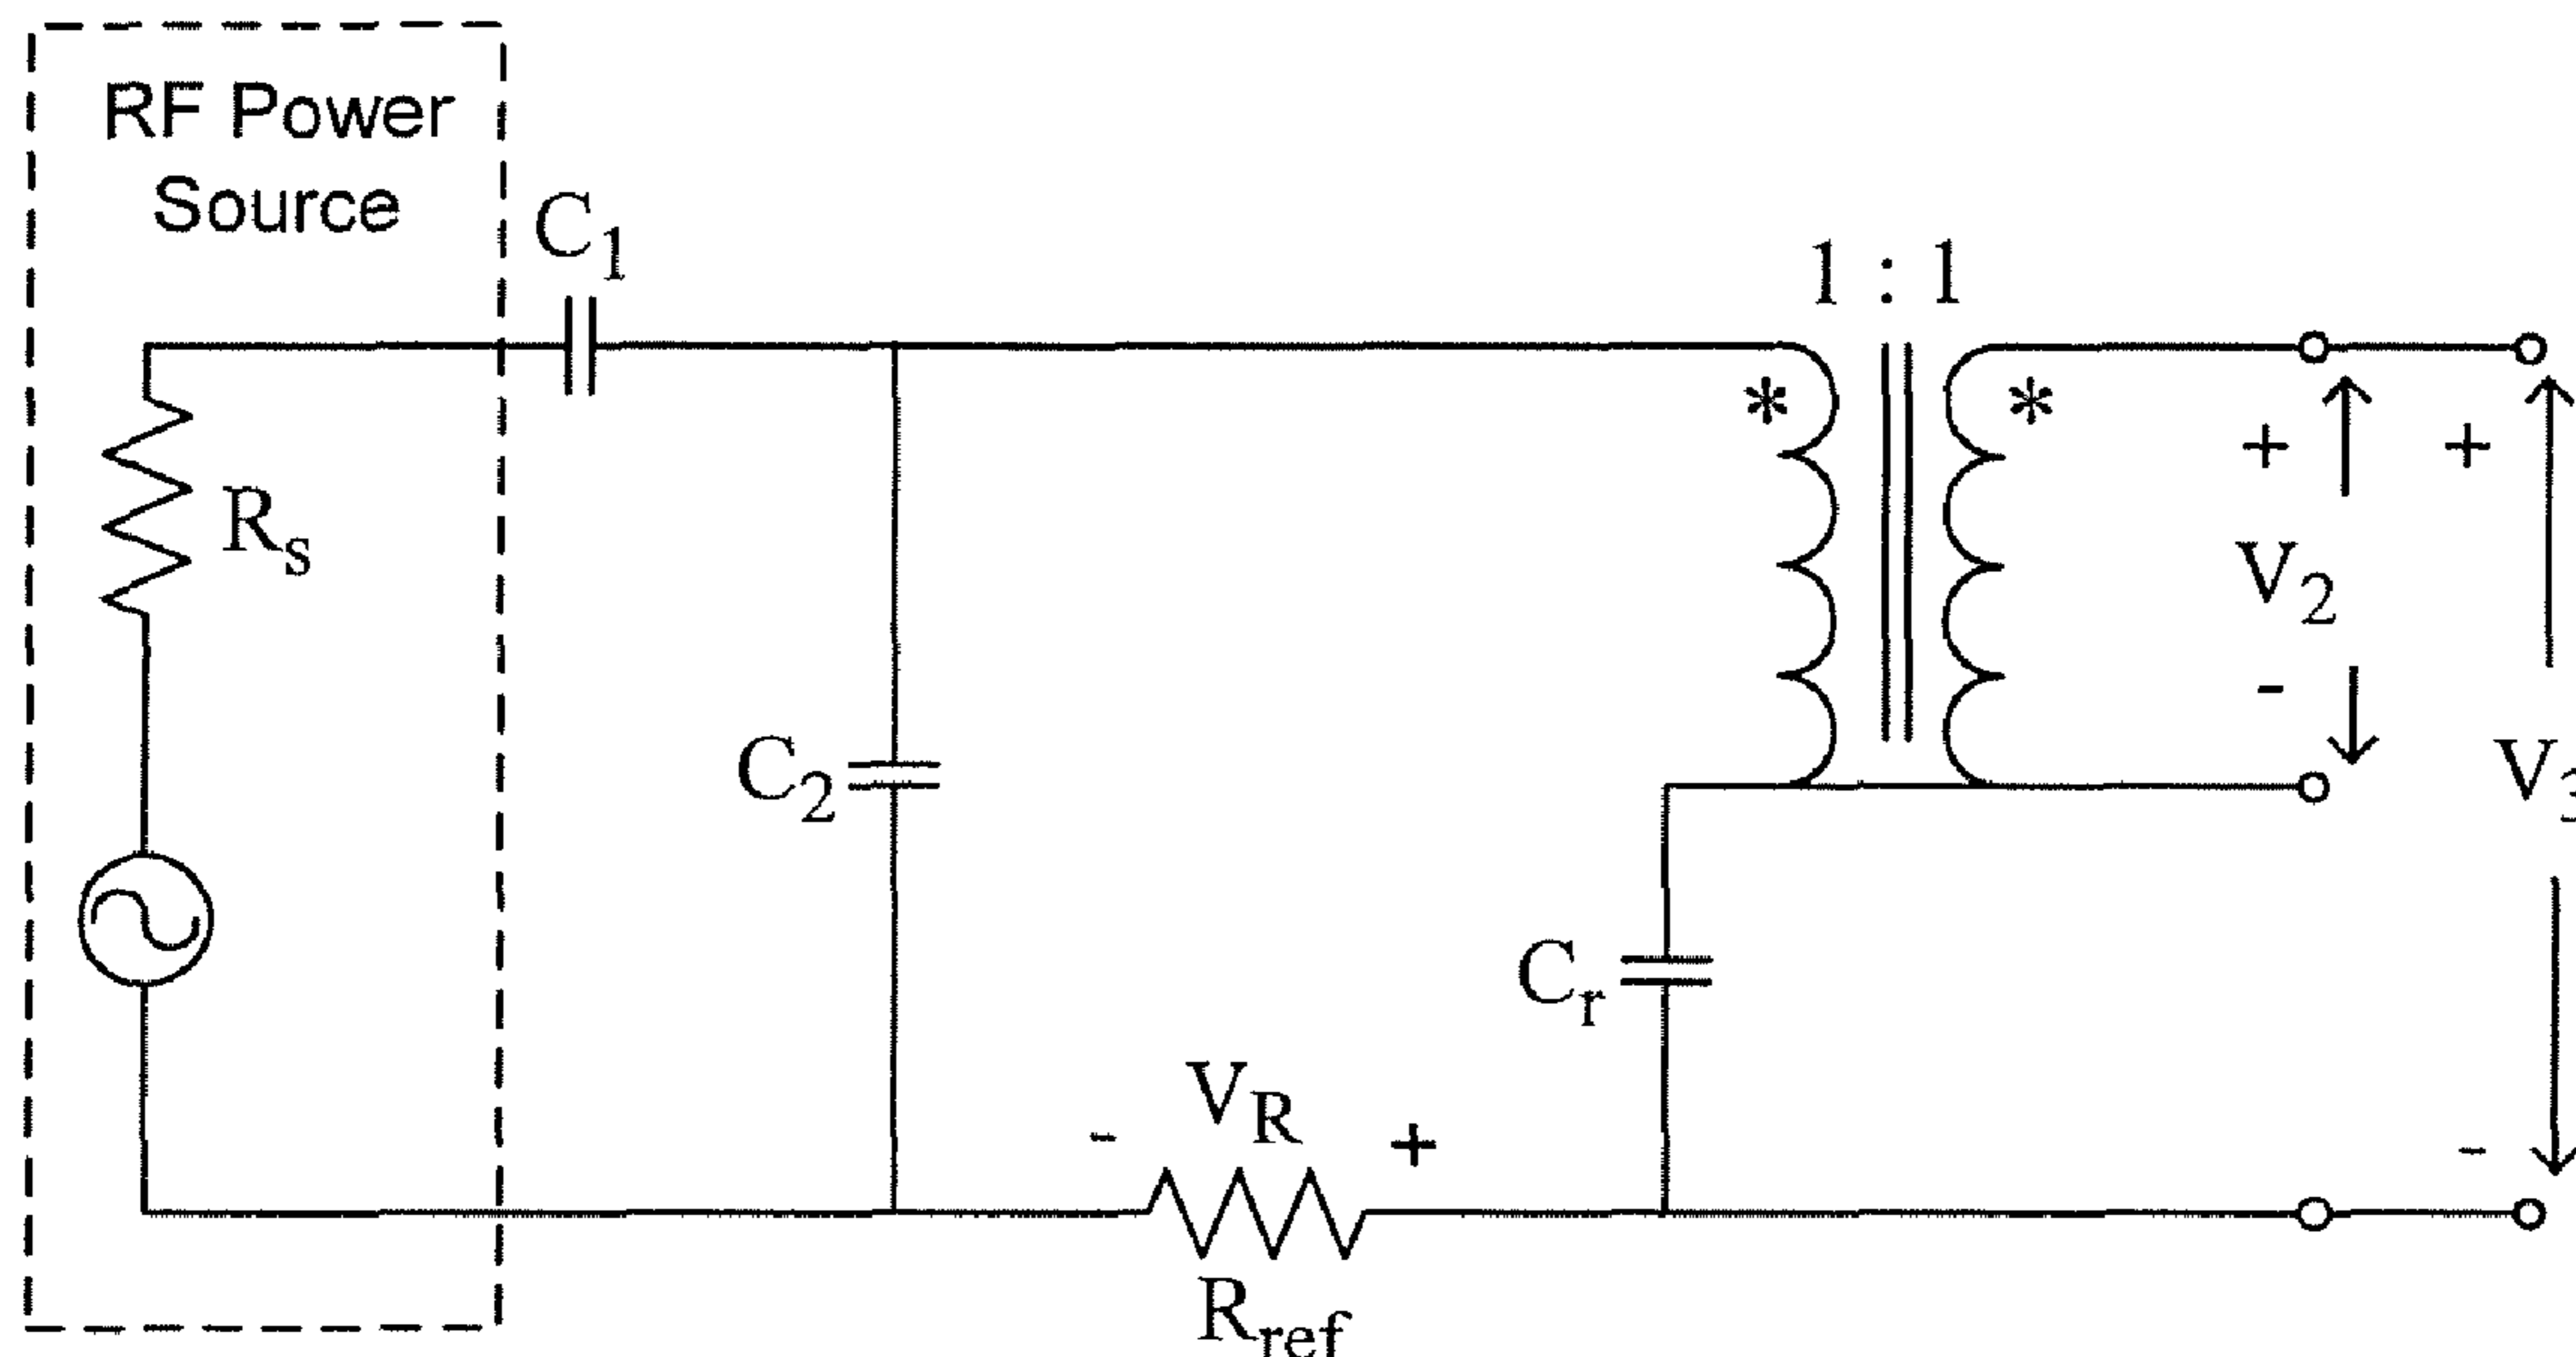 RF Power
Source
C1
1 : 1
* *
+ +
Rs
V2
-
C2
V3
Cr
- VR +
-
Rref